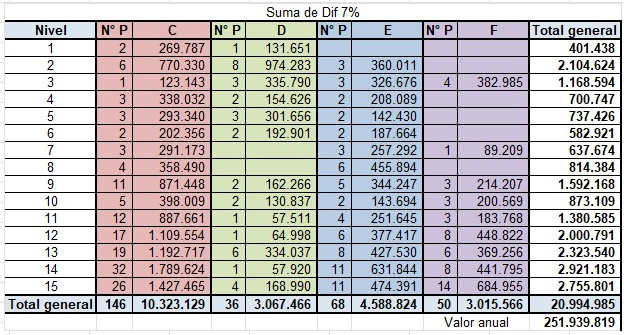 Suma de Dif 7%
Nivel N° P C N° P D N° P E N° P F Total general
1 2 269.787 1 131.651 401.438
2 6 770.330 8 974.283 3 360.011 2.104.624
3 1 123.143 3 335.790 3 326.676 4 382.985 1.168.594
4 3 338.032 2 154.626 2 208.089 700.747
5 3 293.340 3 301.656 2 142.430 737.426
6 2 202.356 2 192.901 2 187.664 582.921
7 3 291.173 3 257.292 1 89.209 637.674
8 4 358.490 6 455.894 814.384
9 11 871.448 2 162.266 5 344.247 3 214.207 1.592.168
10 5 398.009 2 130.837 2 143.694 3 200.569 873.109
11 12 887.661 1 57.511 4 251.645 3 183.768 1.380.585
12 17 1.109.554 1 64.998 6 377.417 8 448.822 2.000.791
13 19 1.192.717 6 334.037 8 427.530 6 369.256 2.323.540
14 32 1.789.624 1 57.920 11 631.844 8 441.795 2.921.183
15 26 1.427.465 4 168.990 11 474.391 14 684.955 2.755.801
Total general 146 10.323.129 36 3.067.466 68 4.588.824 50 3.015.566 20.994.985
Valor anual 251.939.819